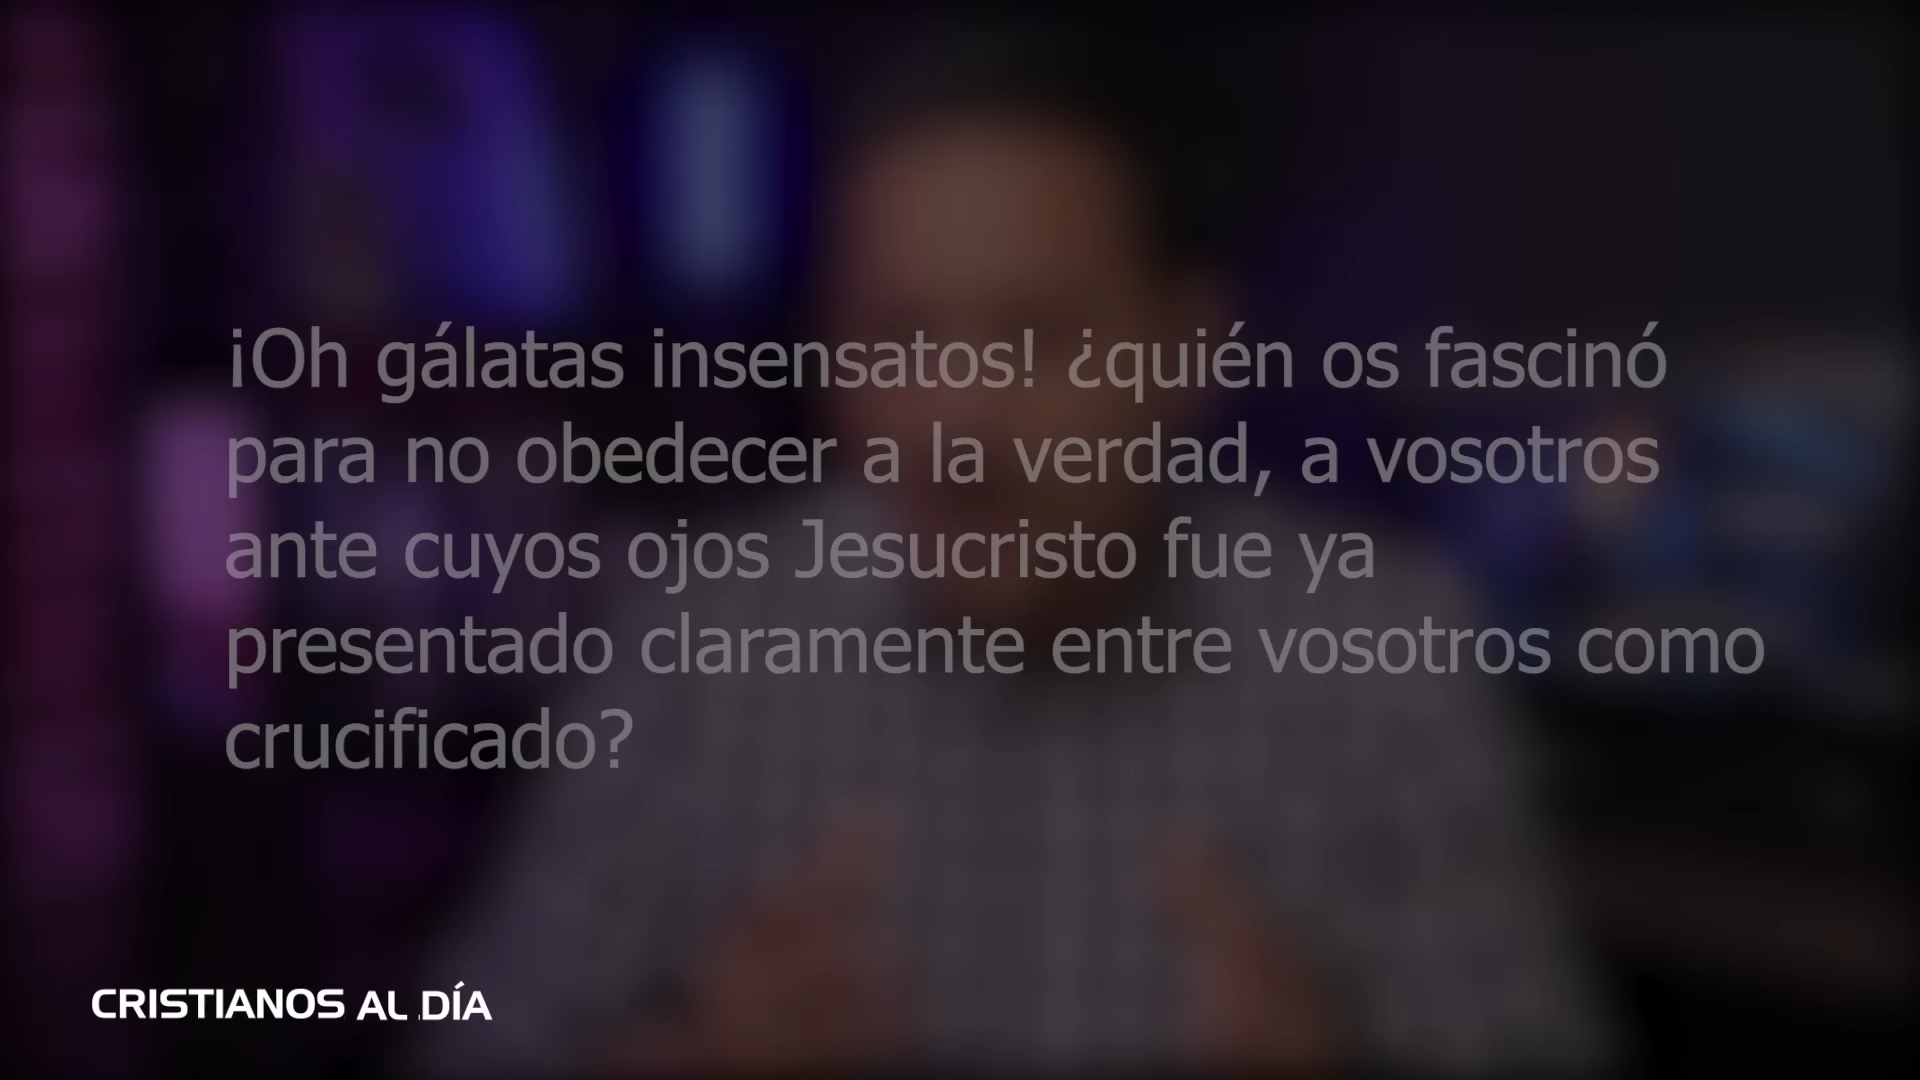 ¡Oh gálatas insensatos! ¿quién os fascinó
para no obedecer a la verdad, a vosotros
ante cuyos ojos Jesucristo fue ya
presentado claramente entre vosotros como
crucificado?
CRISTIANOS AL DÍA